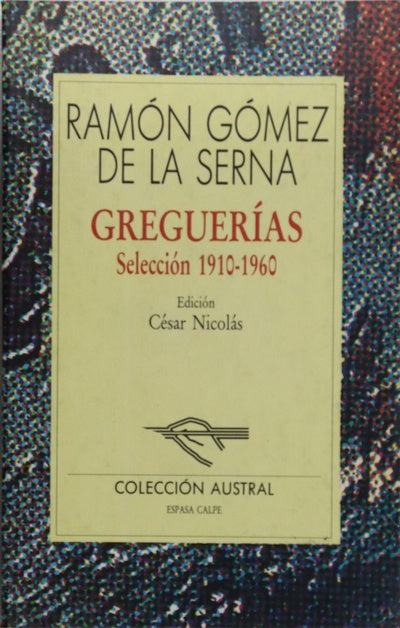 RAMÓN GÓMEZ
DE LA SERNA
GREGUERÍAS
Selección 1910-1960
Edición
César Nicolás
COLECCIÓN AUSTRAL
ESPASA CALPE